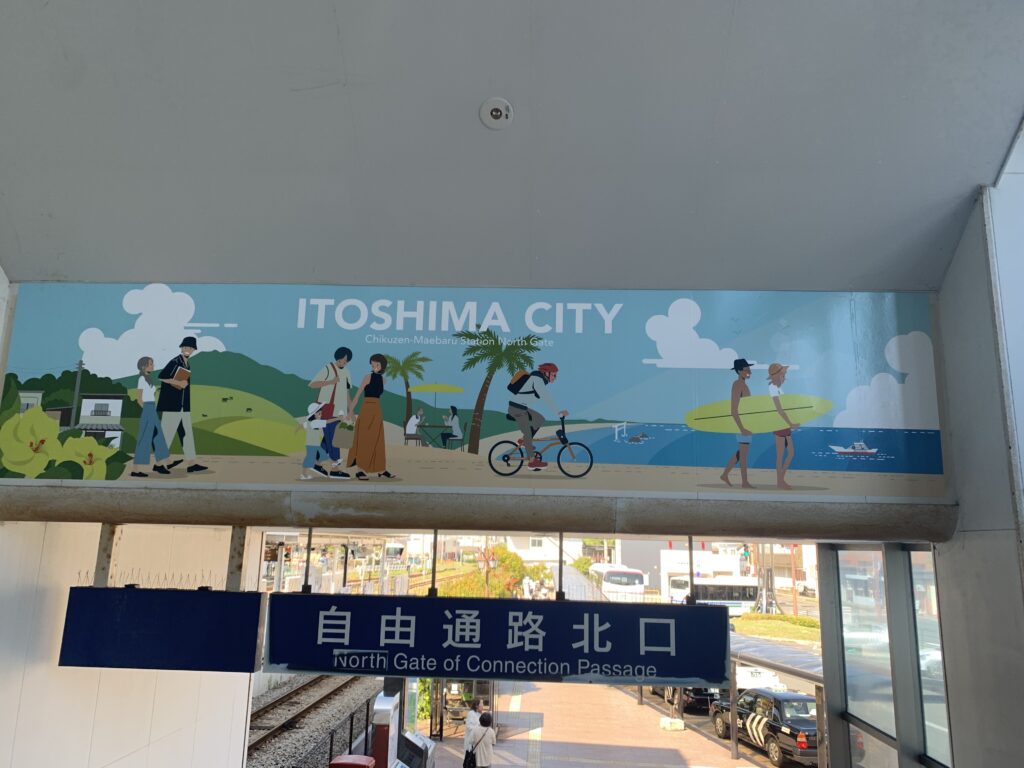 ITOSHIMA CITY
Chikuzen-Maebaru Station North Gate
自由通路北口
North Gate of Connection Passage